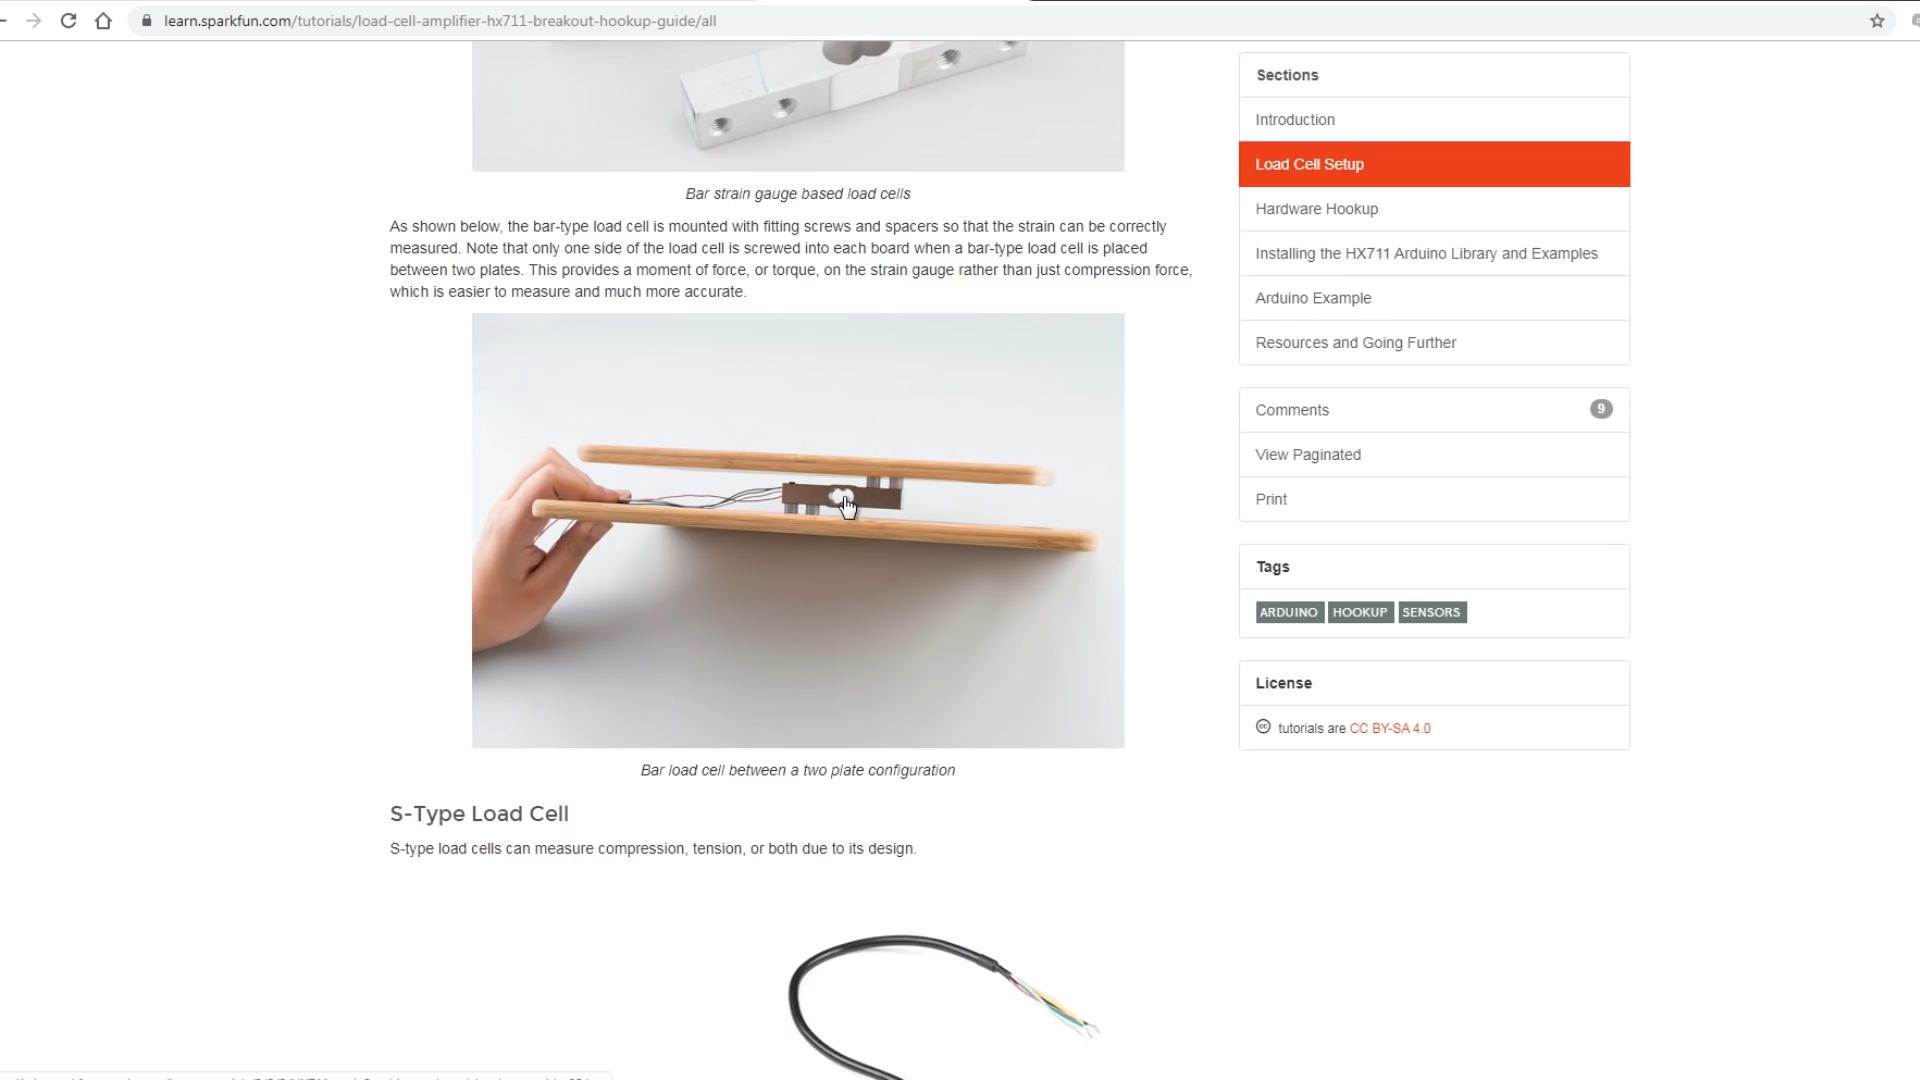 learn.sparkfun.com/tutorials/load-cell-amplifier-hx711-breakout-hookup-guide/all
Bar strain gauge based load cells
As shown below, the bar-type load cell is mounted with fitting screws and spacers so that the strain can be correctly
measured. Note that only one side of the load cell is screwed into each board when a bar-type load cell is placed
between two plates. This provides a moment of force, or torque, on the strain gauge rather than just compression force,
which is easier to measure and much more accurate.
Bar load cell between a two plate configuration
S-Type Load Cell
S-type load cells can measure compression, tension, or both due to its design.
Sections
Introduction
Load Cell Setup
Hardware Hookup
Installing the HX711 Arduino Library and Examples
Arduino Example
Resources and Going Further
Comments 9
View Paginated
Print
Tags
ARDUINO HOOKUP SENSORS
License
tutorials are CC BY-SA 4.0